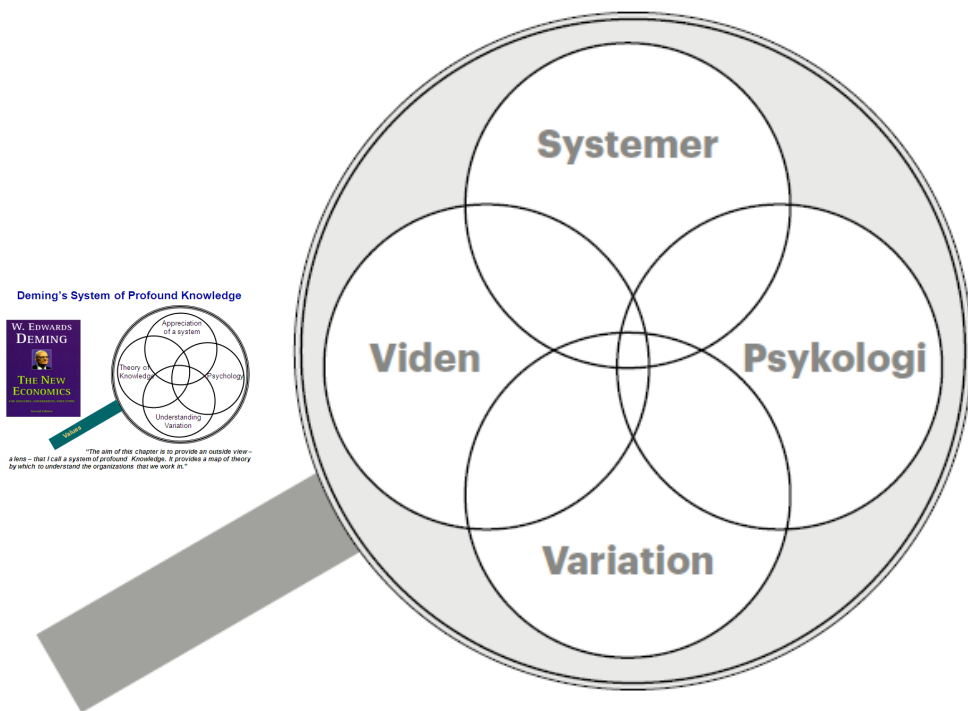 Systemer
Viden
Psykologi
Variation
Deming's System of Profound Knowledge
W. EDWARDS
DEMING
THE NEW
ECONOMICS
Appreciation
of a system
Theory of
Knowledge
Psychology
Understanding
Variation
Values
"The aim of this chapter is to provide an outside view –
a lens – that I call a system of profound Knowledge. It provides a map of theory
by which to understand the organizations that we work in."